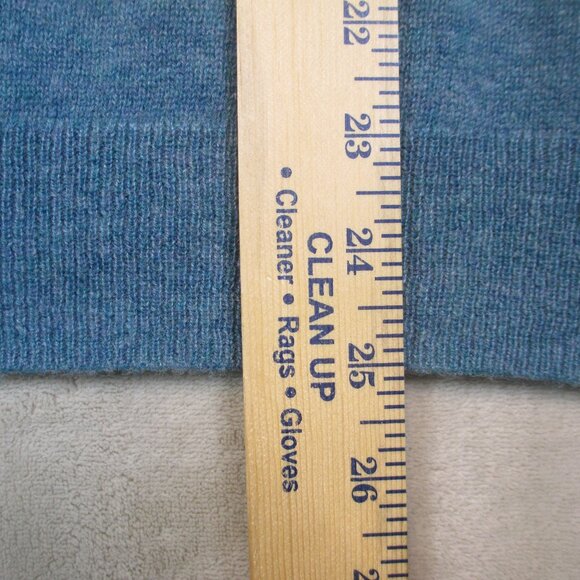 22
23
24
25
26
CLEAN UP
• Cleaner • Rags • Gloves